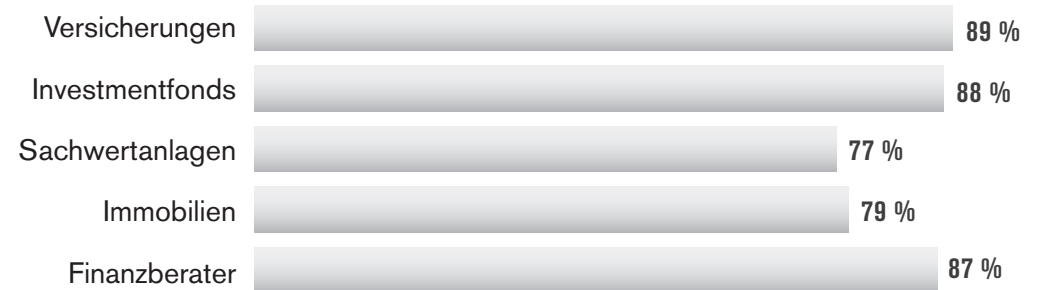 Versicherungen 89 %
Investmentfonds 88 %
Sachwertanlagen 77 %
Immobilien 79 %
Finanzberater 87 %